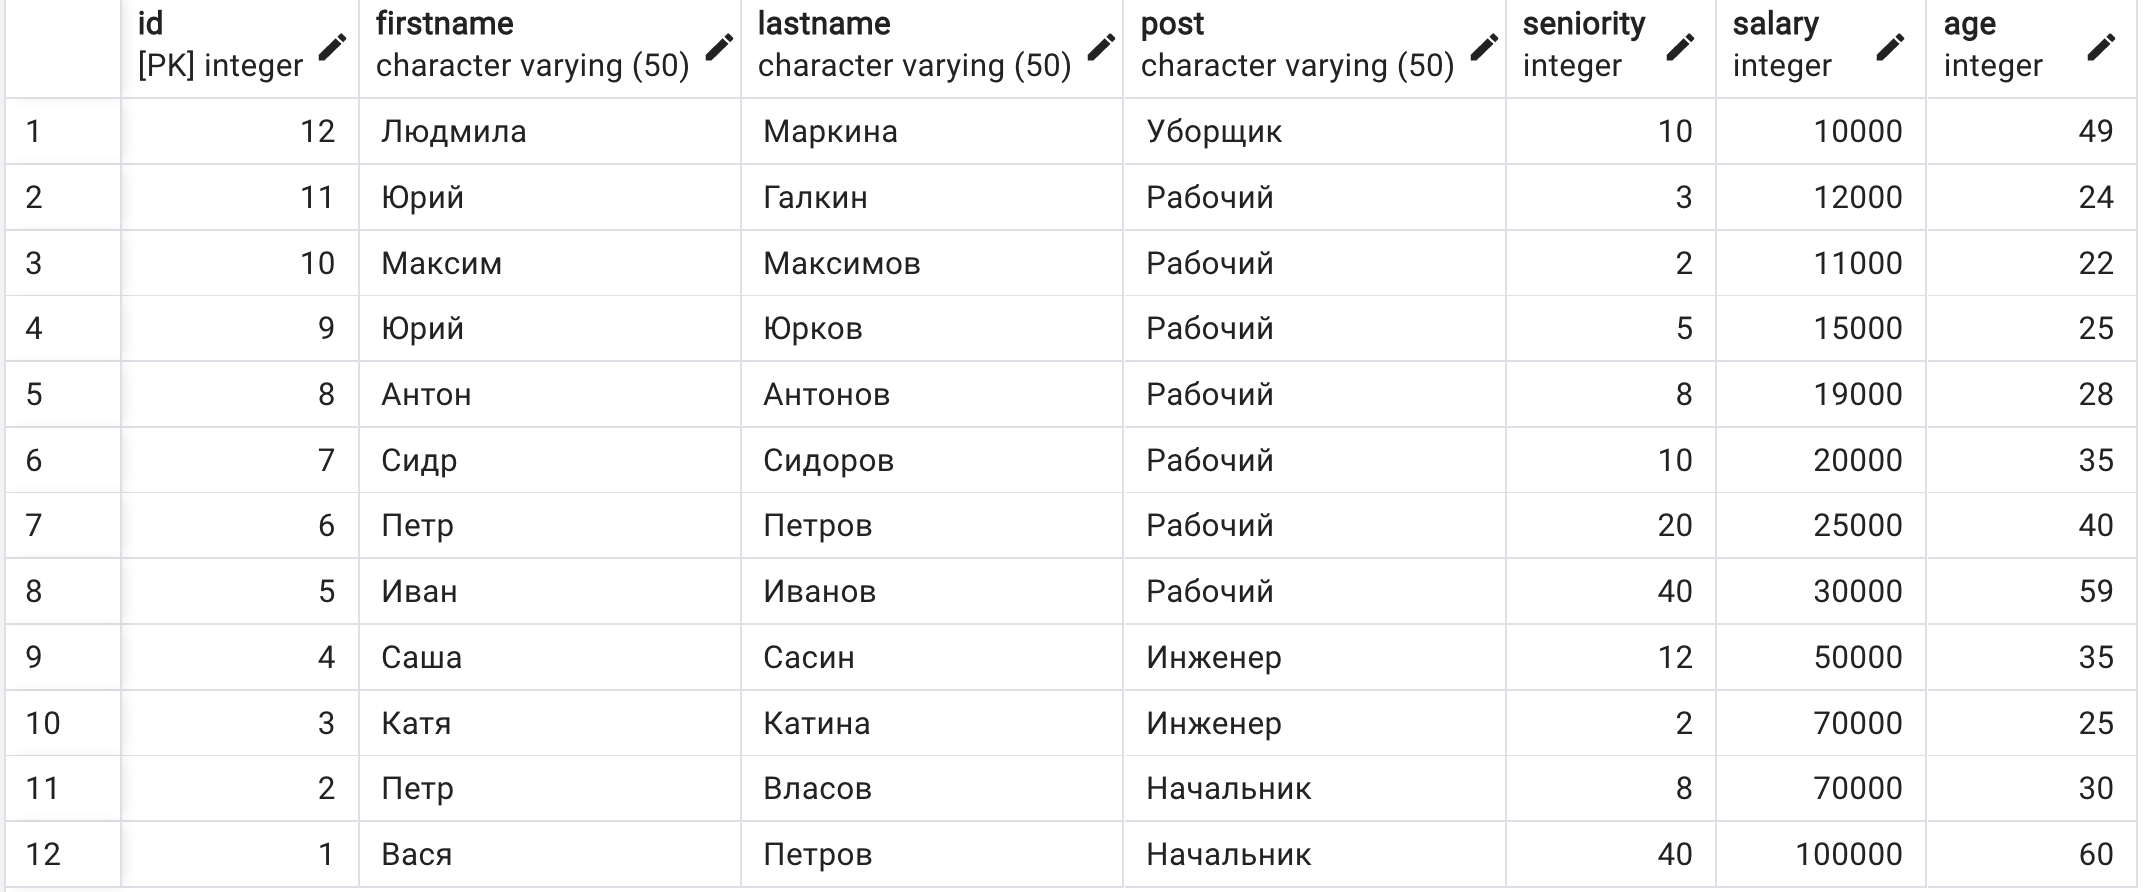 id firstname lastname post seniority salary age
[PK] integer character varying (50) character varying (50) character varying (50) integer integer integer
1 12 Людмила Маркина Уборщик 10 10000 49
2 11 Юрий Галкин Рабочий 3 12000 24
3 10 Максим Максимов Рабочий 2 11000 22
4 9 Юрий Юрков Рабочий 5 15000 25
5 8 Антон Антонов Рабочий 8 19000 28
6 7 Сидр Сидоров Рабочий 10 20000 35
7 6 Петр Петров Рабочий 20 25000 40
8 5 Иван Иванов Рабочий 40 30000 59
9 4 Саша Сасин Инженер 12 50000 35
10 3 Катя Катина Инженер 2 70000 25
11 2 Петр Власов Начальник 8 70000 30
12 1 Вася Петров Начальник 40 100000 60